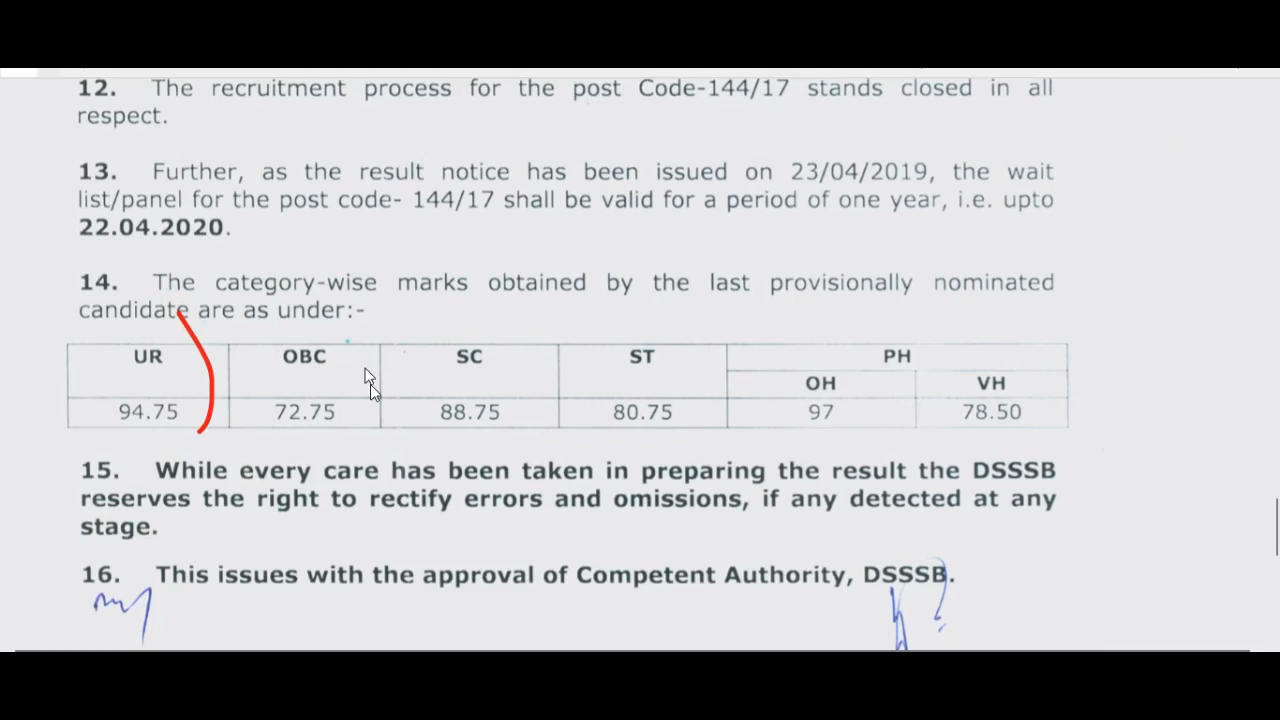 12. The recruitment process for the post Code-144/17 stands closed in all
respect.
13. Further, as the result notice has been issued on 23/04/2019, the wait
list/panel for the post code- 144/17 shall be valid for a period of one year, i.e. upto
22.04.2020.
14. The category-wise marks obtained by the last provisionally nominated
candidate are as under:-
UR OBC SC ST PH
OH VH
94.75 72.75 88.75 80.75 97 78.50
15. While every care has been taken in preparing the result the DSSSB
reserves the right to rectify errors and omissions, if any detected at any
stage.
16. This issues with the approval of Competent Authority, DSSSB.